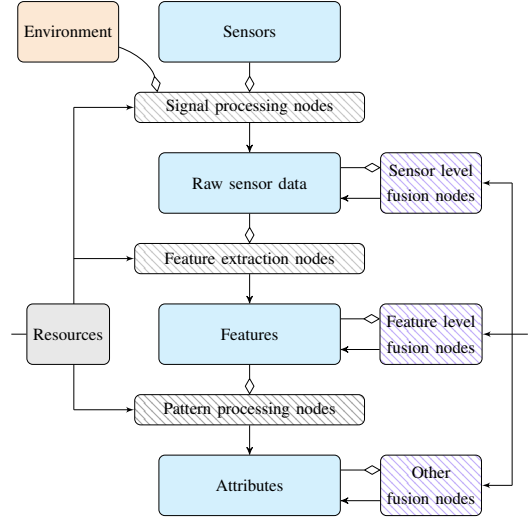 Environment
Sensors
Signal processing nodes
Raw sensor data
Sensor level
fusion nodes
Feature extraction nodes
Resources
Features
Feature level
fusion nodes
Pattern processing nodes
Attributes
Other
fusion nodes